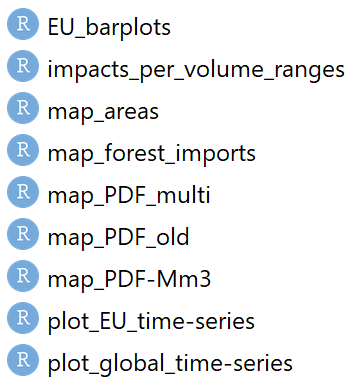 R EU_barplots
R impacts_per_volume_ranges
R map_areas
R map_forest_imports
R map_PDF_multi
R map_PDF_old
R map_PDF-Mm3
R plot_EU_time-series
R plot_global_time-series